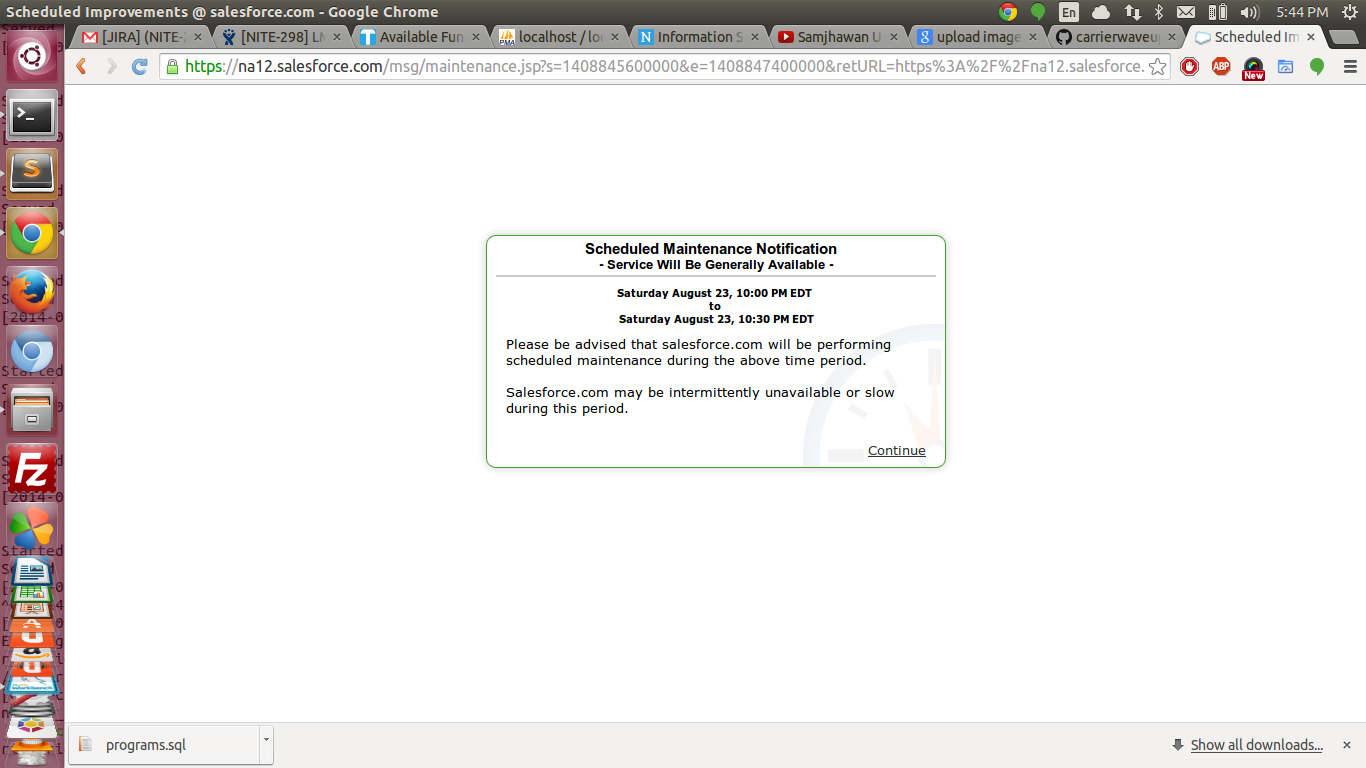 Scheduled Improvements @ salesforce.com - Google Chrome
En
5:44 PM
[JIRA] (NITE-
[NITE-298] LM
Available Fun
localhost / lo
Information S
Samjhawan U
upload image
carrierwaveu
Scheduled Im
https://na12.salesforce.com/msg/maintenance.jsp?s=1408845600000&e=1408847400000&retURL=https%3A%2F%2Fna12.salesforce.
ABP
New
Scheduled Maintenance Notification
- Service Will Be Generally Available -
Saturday August 23, 10:00 PM EDT
to
Saturday August 23, 10:30 PM EDT
Please be advised that salesforce.com will be performing
scheduled maintenance during the above time period.
Salesforce.com may be intermittently unavailable or slow
during this period.
Continue
programs.sql
Show all downloads...